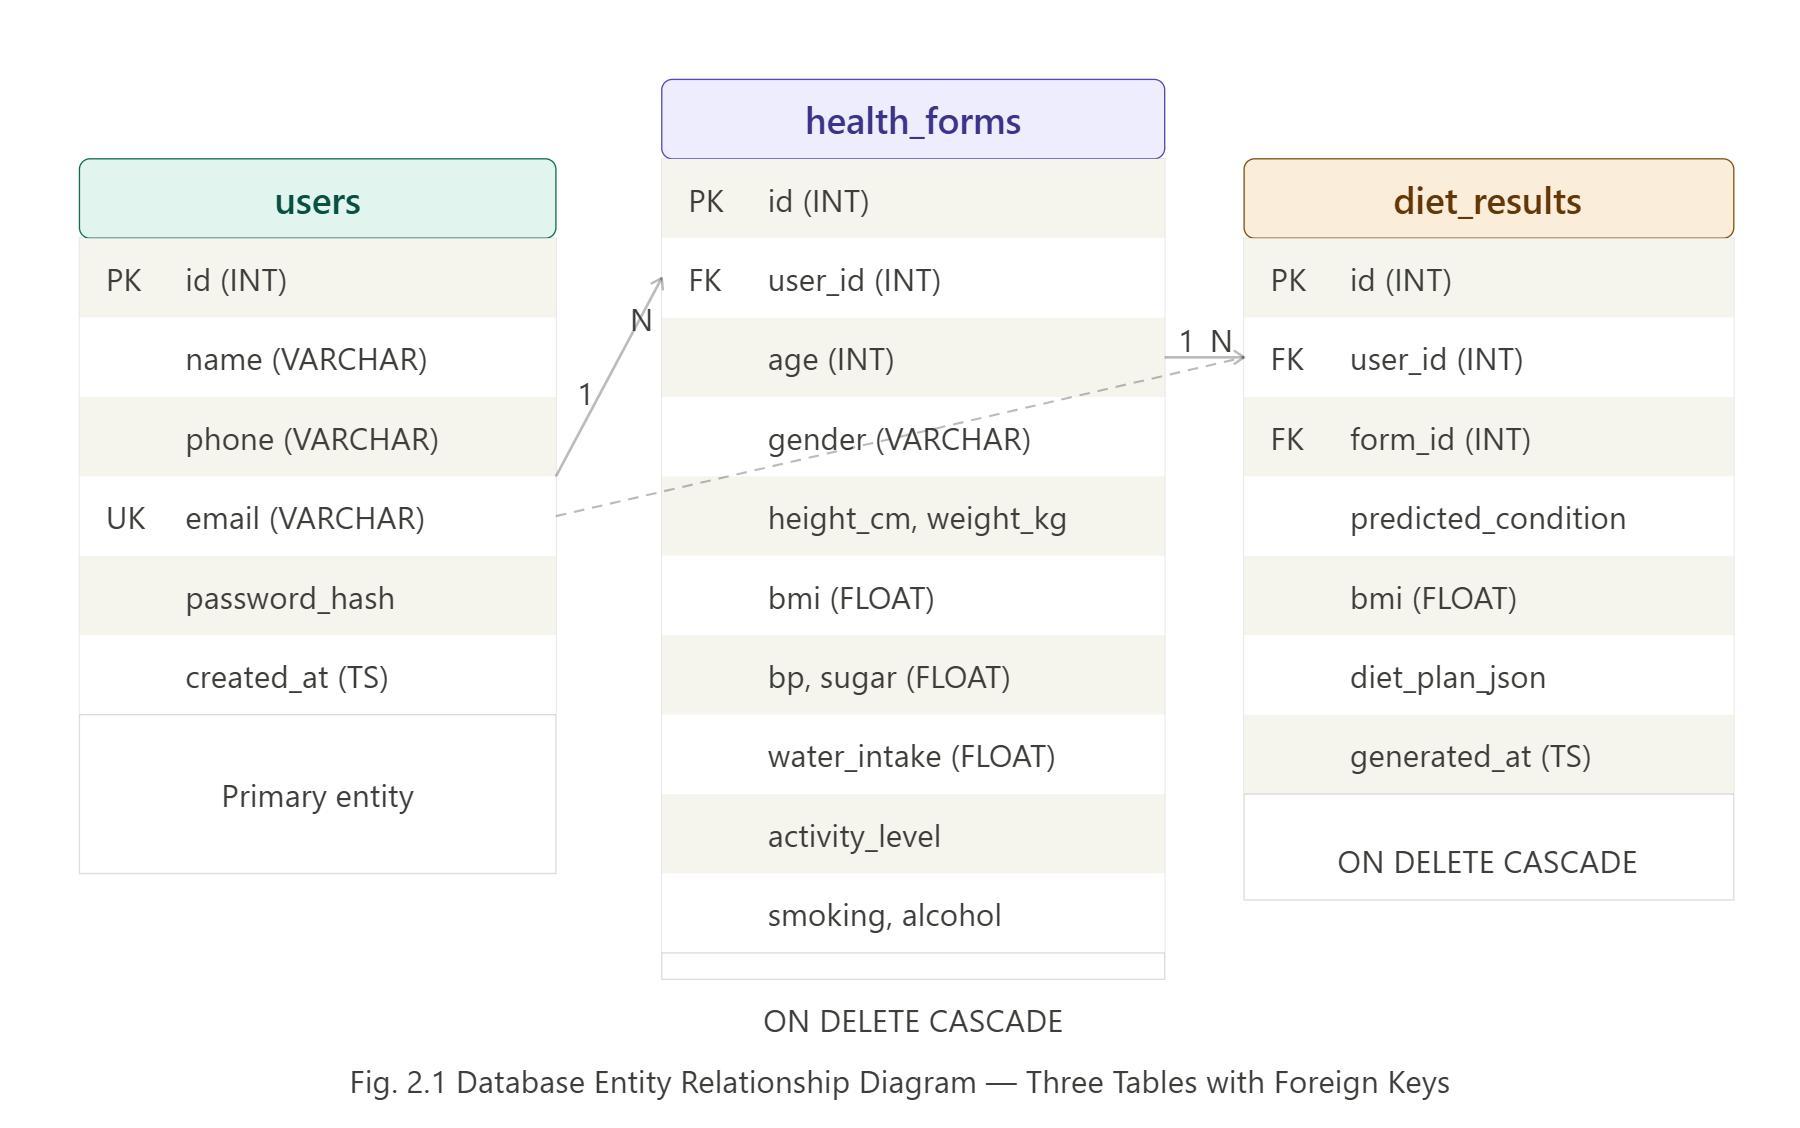 users
PK id (INT)
name (VARCHAR)
phone (VARCHAR)
UK email (VARCHAR)
password_hash
created_at (TS)
Primary entity
1
N
health_forms
PK id (INT)
FK user_id (INT)
age (INT)
gender (VARCHAR)
height_cm, weight_kg
bmi (FLOAT)
bp, sugar (FLOAT)
water_intake (FLOAT)
activity_level
smoking, alcohol
ON DELETE CASCADE
1 N
diet_results
PK id (INT)
FK user_id (INT)
FK form_id (INT)
predicted_condition
bmi (FLOAT)
diet_plan_json
generated_at (TS)
ON DELETE CASCADE
Fig. 2.1 Database Entity Relationship Diagram — Three Tables with Foreign Keys